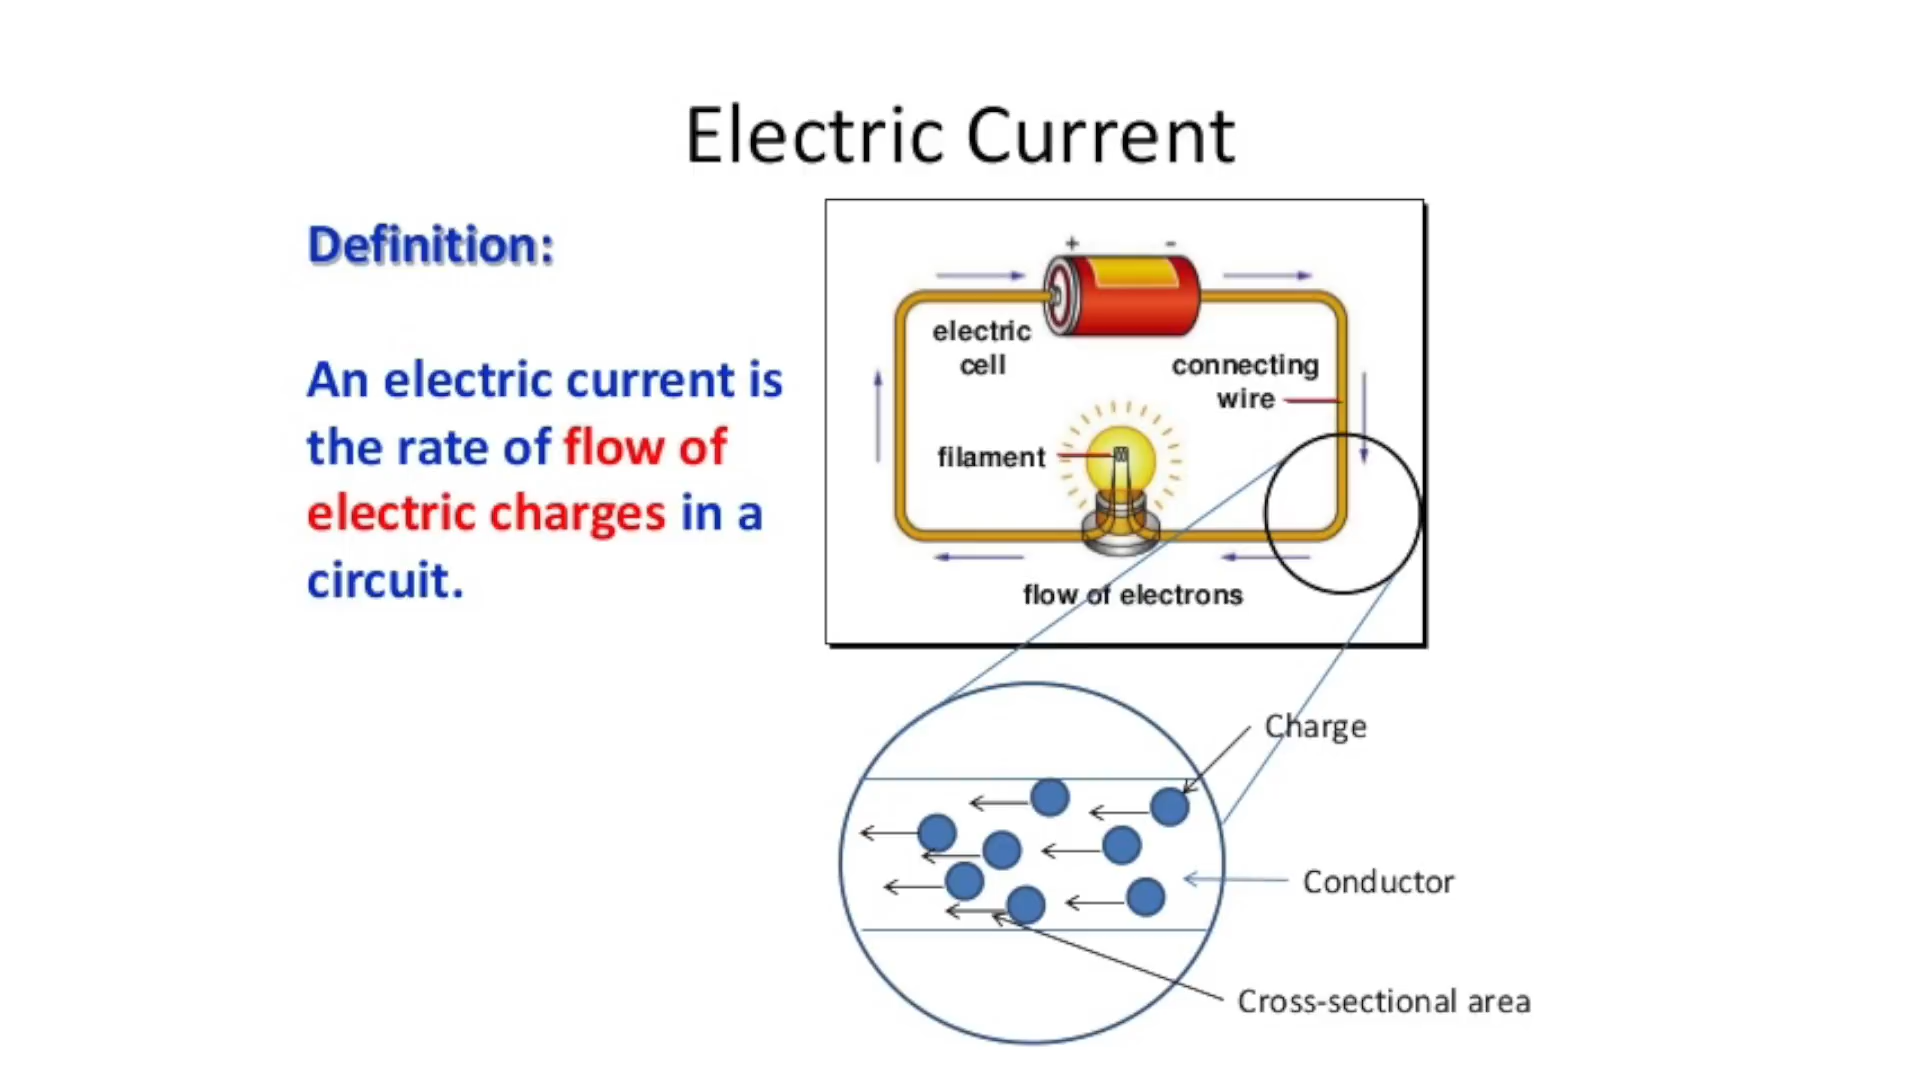 Electric Current
Definition:
An electric current is
the rate of flow of
electric charges in a
circuit.
+ -
electric
cell
connecting
wire
filament
flow of electrons
Charge
Conductor
Cross-sectional area